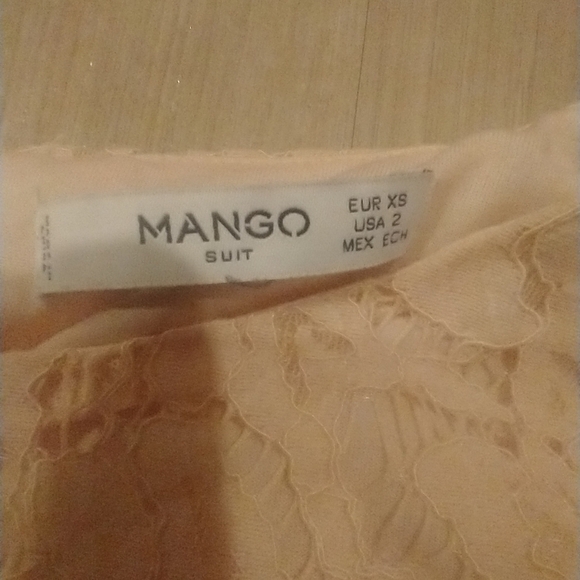 MANGO
SUIT
EUR XS
USA 2
MEX ECH